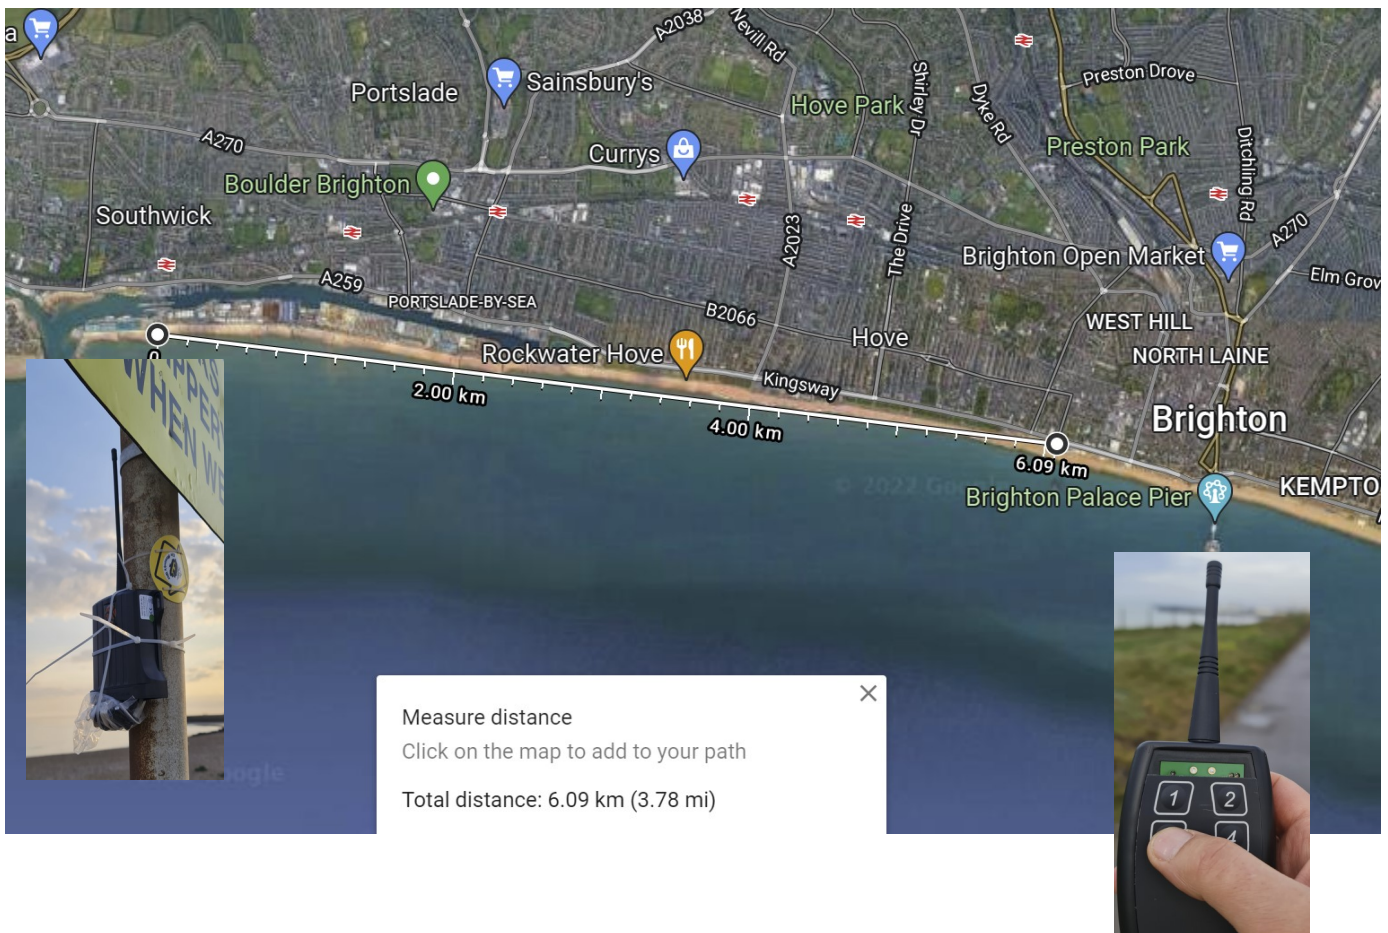 a
A2038
Nevill Rd
Portslade
Sainsbury's
Hove Park
Shirley Dr
Dyke Rd
Preston Drove
Preston Park
Ditchling Rd
A270
Currys
Boulder Brighton
Southwick
A2023
The Drive
Brighton Open Market
A270
Elm Grov
A259
PORTSLADE-BY-SEA
B2066
WEST HILL
NORTH LAINE
Rockwater Hove
Hove
Kingsway
0
2.00 km
4.00 km
6.09 km
Brighton
Brighton Palace Pier
KEMPTO
WHEN WE
1
2
4
Measure distance
Click on the map to add to your path
Total distance: 6.09 km (3.78 mi)